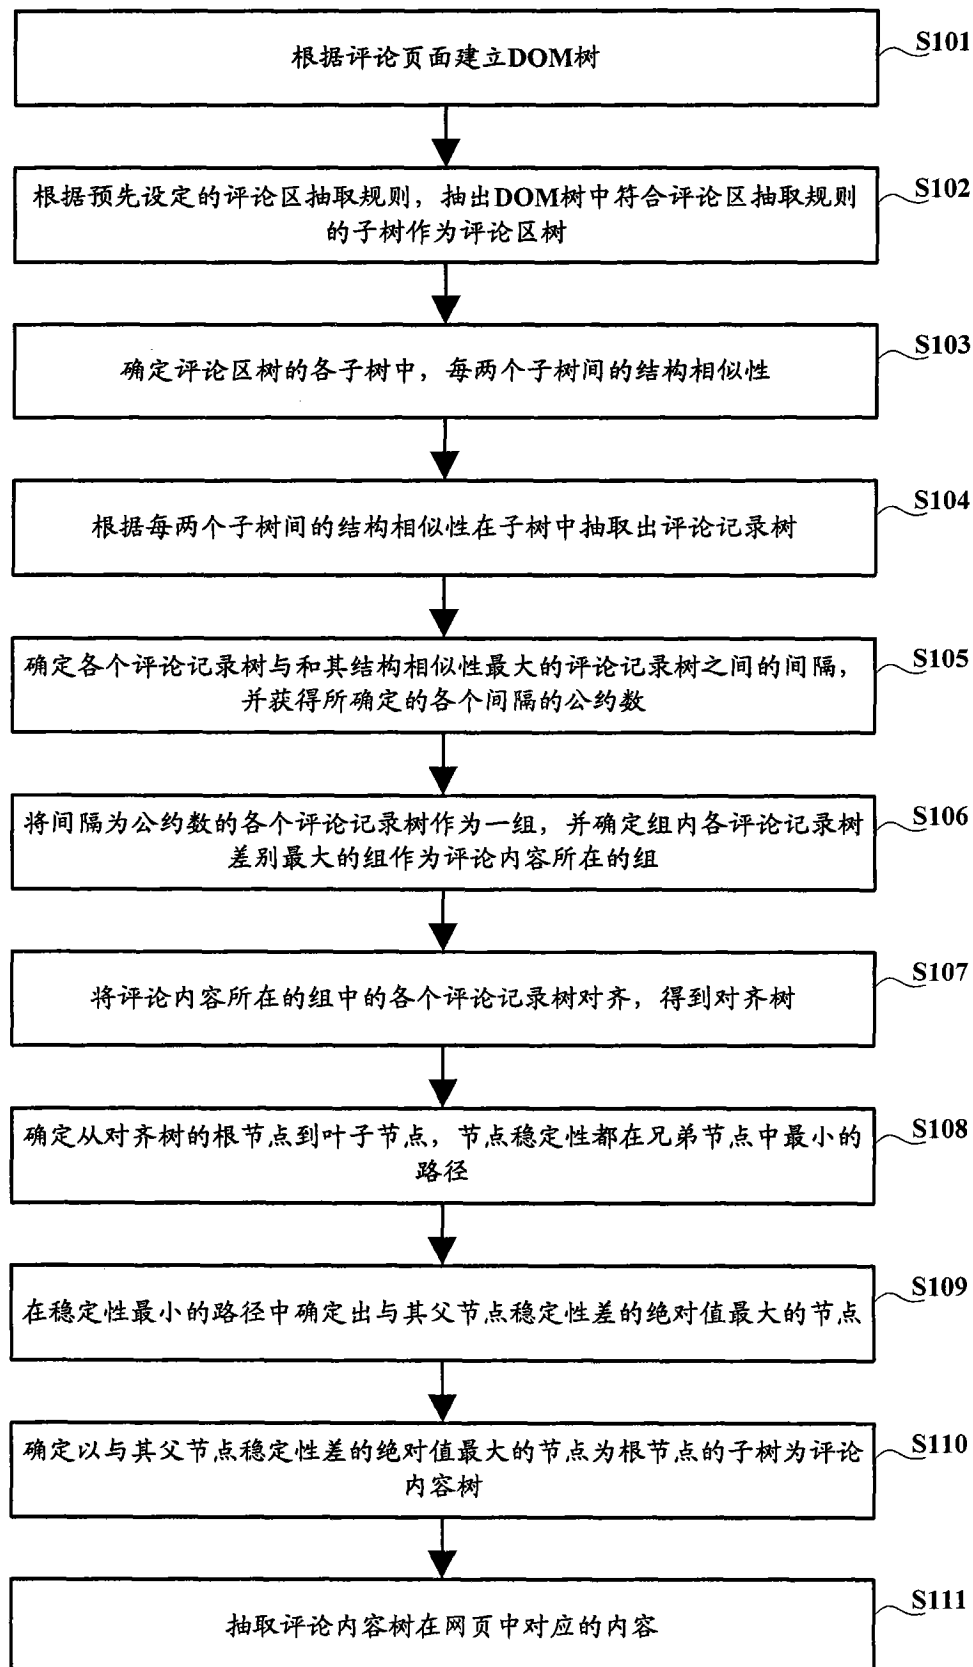 根据评论页面建立DOM树
S101
根据预先设定的评论区抽取规则，抽出DOM树中符合评论区抽取规则
的子树作为评论区树
S102
确定评论区树的各子树中，每两个子树间的结构相似性
S103
根据每两个子树间的结构相似性在子树中抽取出评论记录树
S104
确定各个评论记录树与和其结构相似性最大的评论记录树之间的间隔，
并获得所确定的各个间隔的公约数
S105
将间隔为公约数的各个评论记录树作为一组，并确定组内各评论记录树
差别最大的组作为评论内容所在的组
S106
将评论内容所在的组中的各个评论记录树对齐，得到对齐树
S107
确定从对齐树的根节点到叶子节点，节点稳定性都在兄弟节点中最小的
路径
S108
在稳定性最小的路径中确定出与其父节点稳定性差的绝对值最大的节点
S109
确定以与其父节点稳定性差的绝对值最大的节点为根节点的子树为评论
内容树
S110
抽取评论内容树在网页中对应的内容
S111